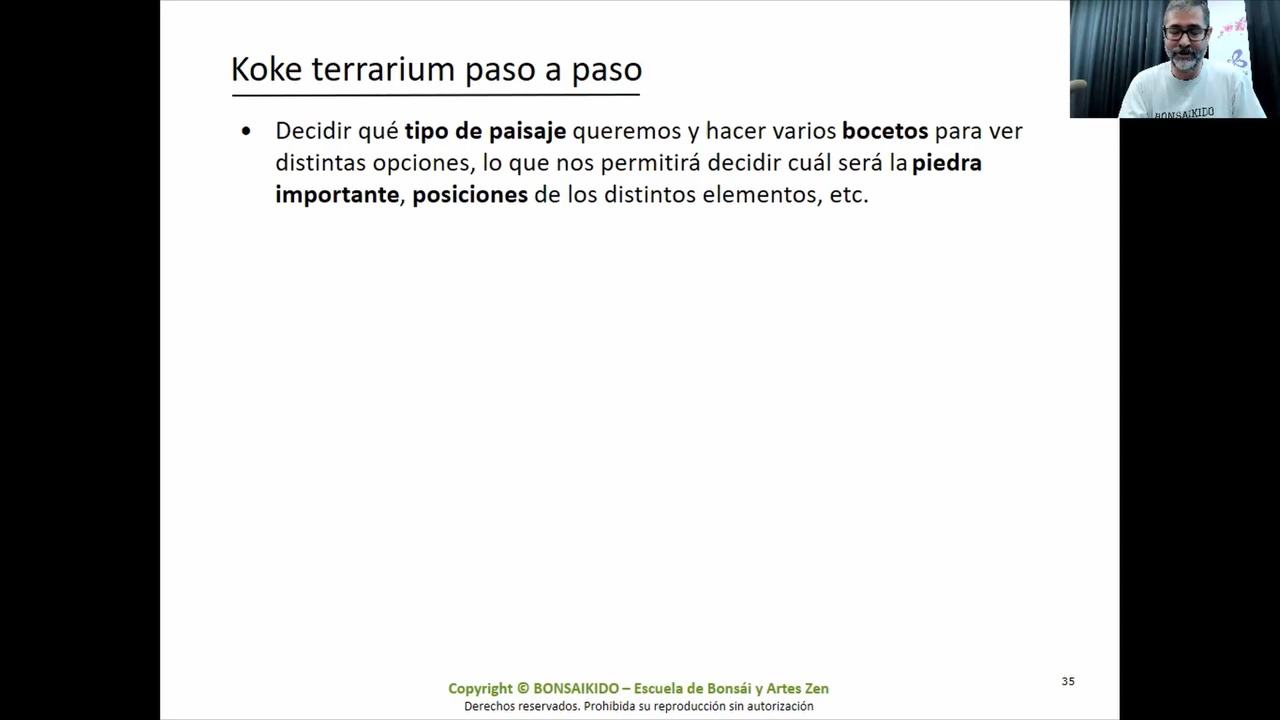 Koke terrarium paso a paso
• Decidir qué tipo de paisaje queremos y hacer varios bocetos para ver
distintas opciones, lo que nos permitirá decidir cuál será la piedra
importante, posiciones de los distintos elementos, etc.
BONSAIKIDO
35
Copyright © BONSAIKIDO – Escuela de Bonsái y Artes Zen
Derechos reservados. Prohibida su reproducción sin autorización